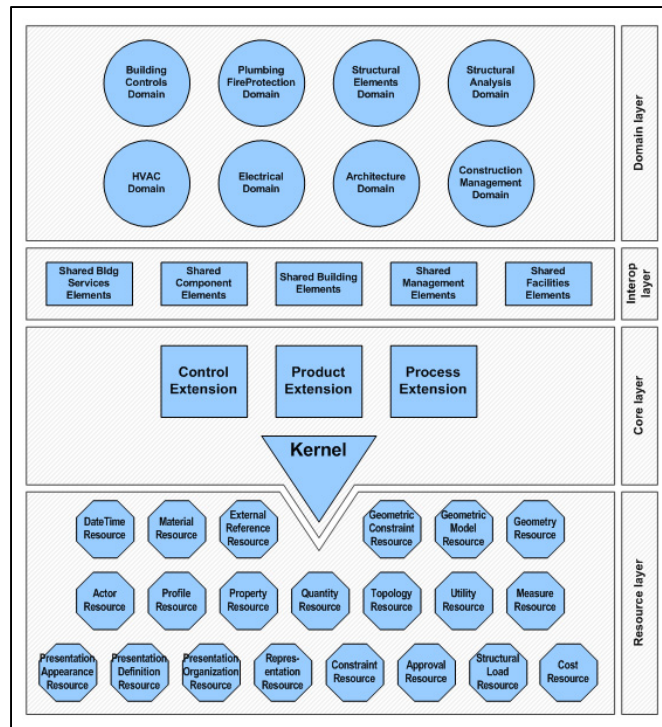 Building
Controls
Domain
Plumbing
FireProtection
Domain
Structural
Elements
Domain
Structural
Analysis
Domain
HVAC
Domain
Electrical
Domain
Architecture
Domain
Construction
Management
Domain
Domain layer
Shared Bldg
Services
Elements
Shared
Component
Elements
Shared Building
Elements
Shared
Management
Elements
Shared
Facilities
Elements
Interop
layer
Control
Extension
Product
Extension
Process
Extension
Kernel
Core layer
DateTime
Resource
Material
Resource
External
Reference
Resource
Geometric
Constraint
Resource
Geometric
Model
Resource
Geometry
Resource
Actor
Resource
Profile
Resource
Property
Resource
Quantity
Resource
Topology
Resource
Utility
Resource
Measure
Resource
Presentation
Appearance
Resource
Presentation
Definition
Resource
Presentation
Organization
Resource
Repres-
entation
Resource
Constraint
Resource
Approval
Resource
Structural
Load
Resource
Cost
Resource
Resource layer